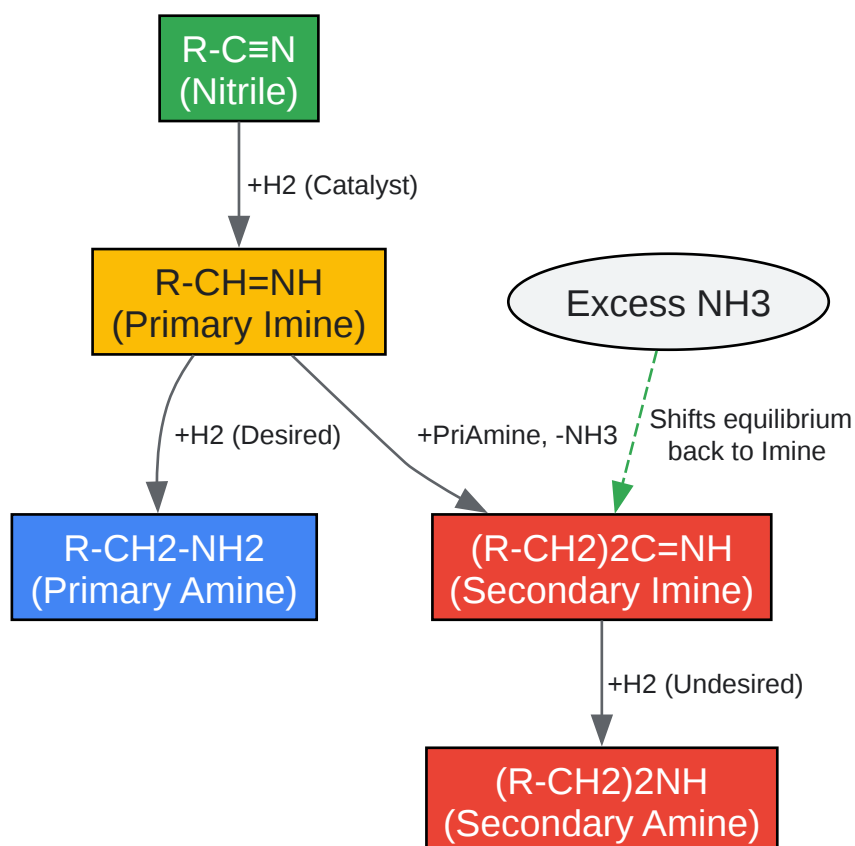 R-C≡N
(Nitrile)
+H2 (Catalyst)
R-CH=NH
(Primary Imine)
Excess NH3
+H2 (Desired)
+PriAmine, -NH3
Shifts equilibrium
back to Imine
R-CH2-NH2
(Primary Amine)
(R-CH2)2C=NH
(Secondary Imine)
+H2 (Undesired)
(R-CH2)2NH
(Secondary Amine)